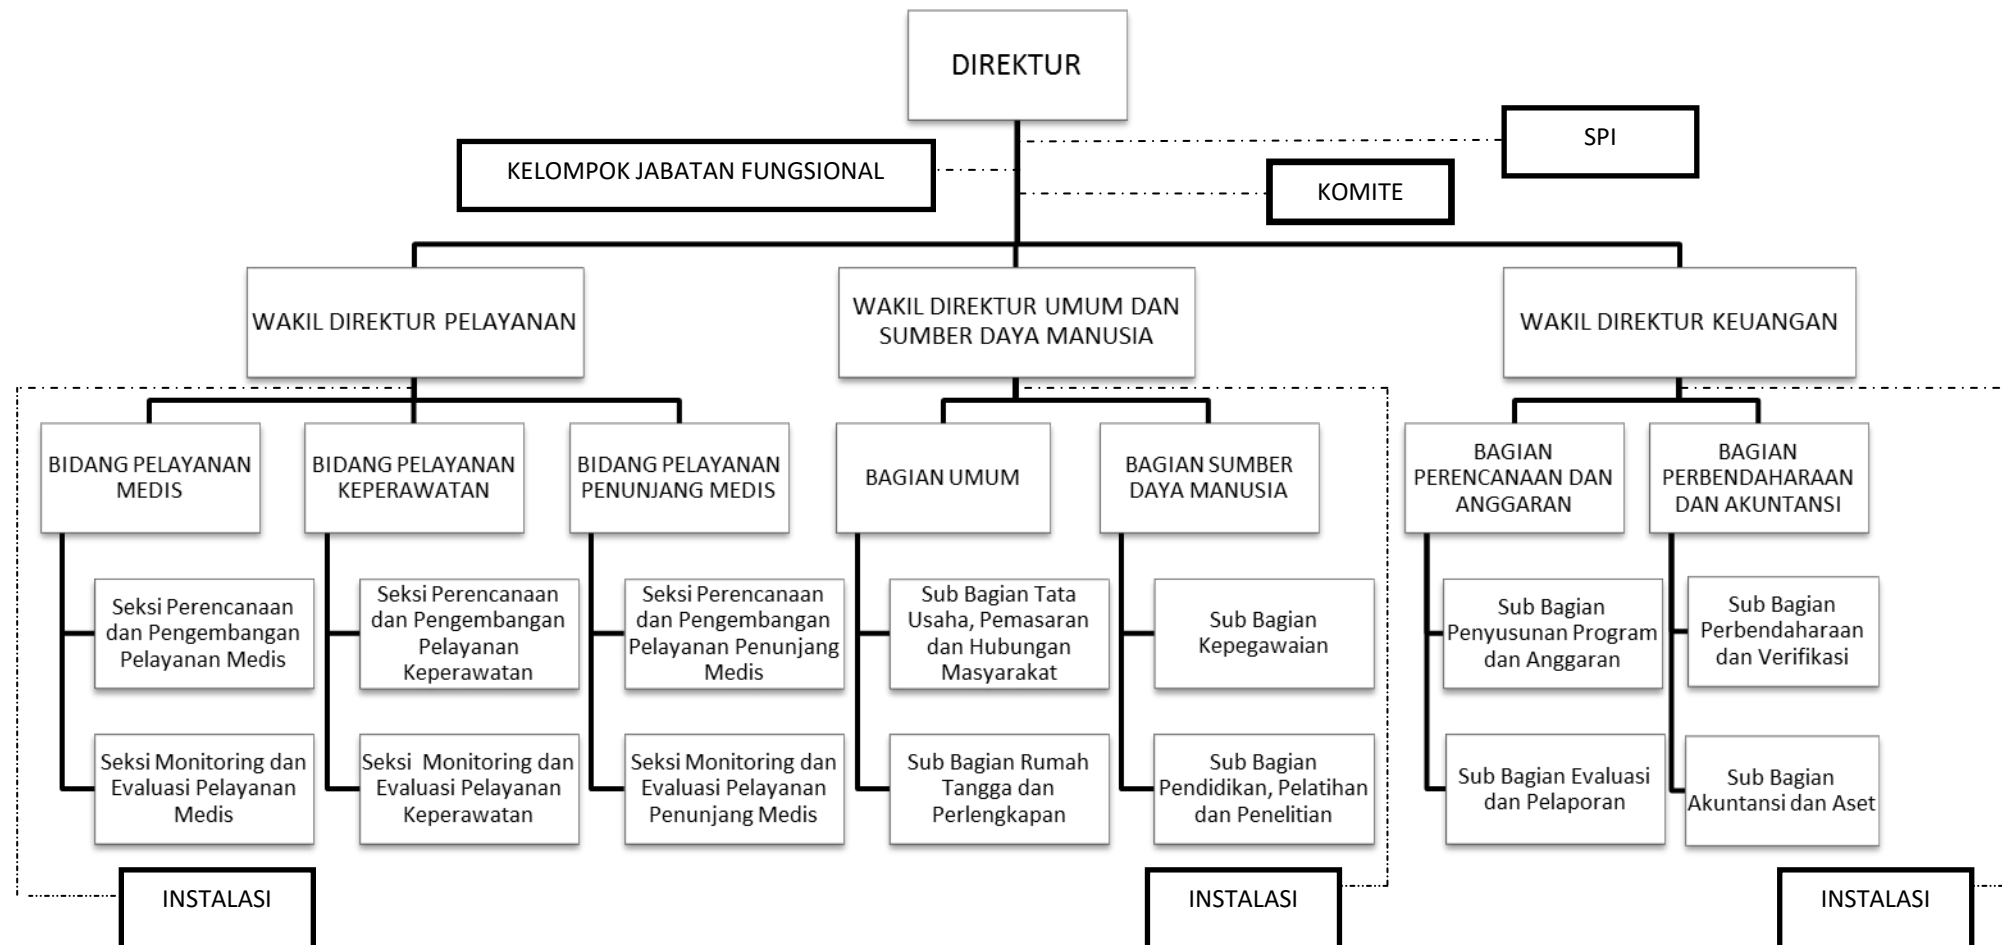 DIREKTUR
SPI
KELOMPOK JABATAN FUNGSIONAL
KOMITE
WAKIL DIREKTUR PELAYANAN
WAKIL DIREKTUR UMUM DAN
SUMBER DAYA MANUSIA
WAKIL DIREKTUR KEUANGAN
BIDANG PELAYANAN
MEDIS
BIDANG PELAYANAN
KEPERAWATAN
BIDANG PELAYANAN
PENUNJANG MEDIS
BAGIAN UMUM
BAGIAN SUMBER
DAYA MANUSIA
BAGIAN
PERENCANAAN DAN
ANGGARAN
BAGIAN
PERBENDAHARAAN
DAN AKUNTANSI
Seksi Perencanaan
dan Pengembangan
Pelayanan Medis
Seksi Perencanaan
dan Pengembangan
Pelayanan
Keperawatan
Seksi Perencanaan
dan Pengembangan
Pelayanan Penunjang
Medis
Sub Bagian Tata
Usaha, Pemasaran
dan Hubungan
Masyarakat
Sub Bagian
Kepegawaian
Sub Bagian
Penyusunan Program
dan Anggaran
Sub Bagian
Perbendaharaan
dan Verifikasi
Seksi Monitoring dan
Evaluasi Pelayanan
Medis
Seksi Monitoring dan
Evaluasi Pelayanan
Keperawatan
Seksi Monitoring dan
Evaluasi Pelayanan
Penunjang Medis
Sub Bagian Rumah
Tangga dan
Perlengkapan
Sub Bagian
Pendidikan, Pelatihan
dan Penelitian
Sub Bagian Evaluasi
dan Pelaporan
Sub Bagian
Akuntansi dan Aset
INSTALASI
INSTALASI
INSTALASI